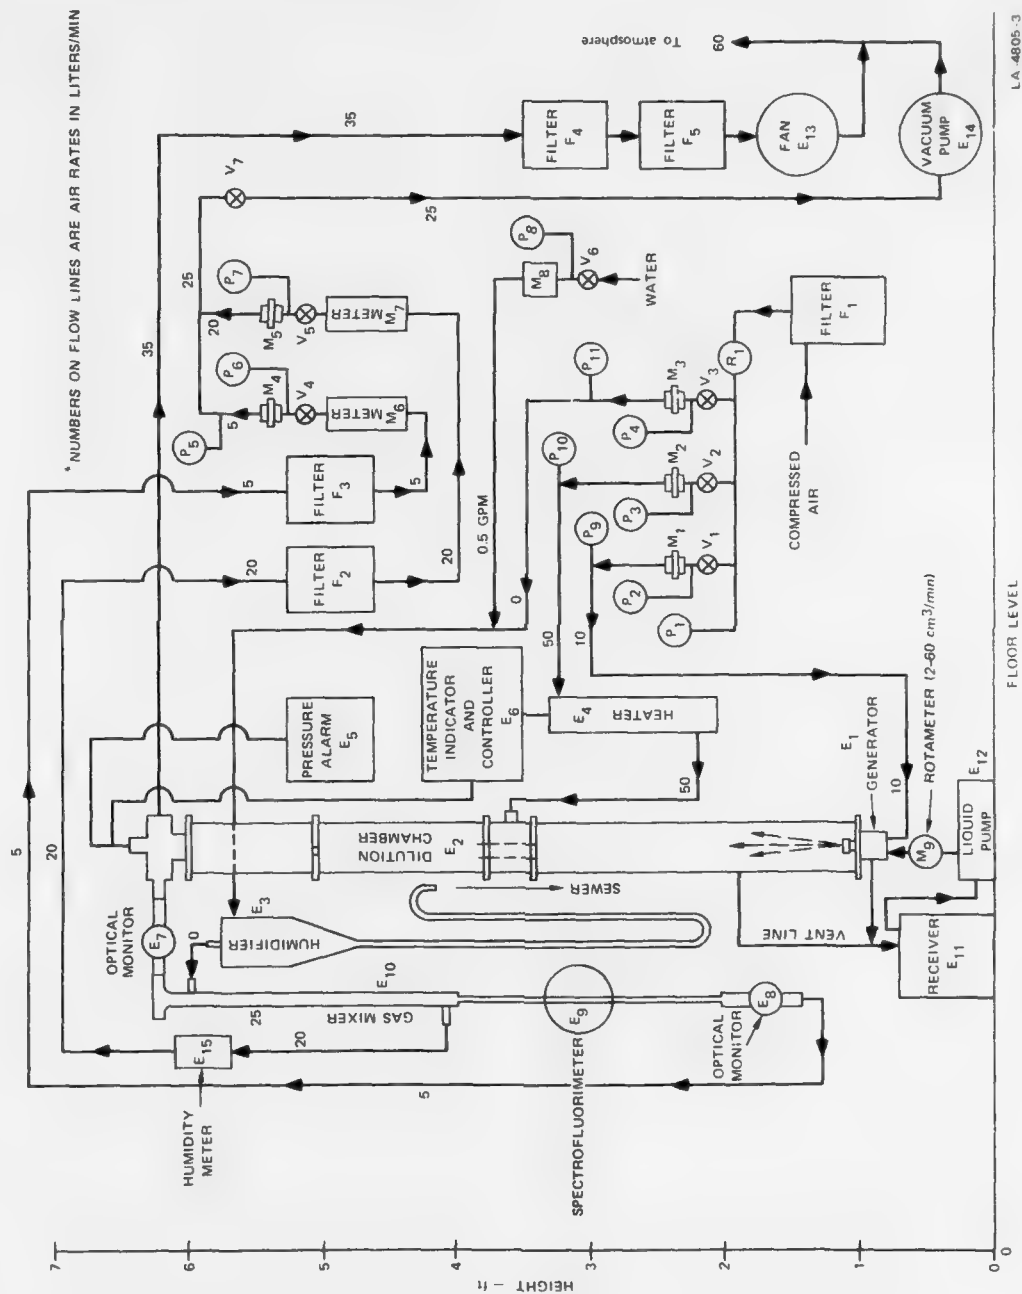 * NUMBERS ON FLOW LINES ARE AIR RATES IN LITERS/MIN
LA-4805-3
To atmosphere
60
35
35
FILTER
F4
FILTER
F5
FAN
E13
VACUUM
PUMP
E14
V7
25
25
20
P7
M5
V5
METER
M7
P6
M4
V4
METER
M6
5
P5
P8
M8
V6
WATER
0.5 GPM
FILTER
F3
5
5
FILTER
F2
20
20
P11
M3
V3
P4
R1
FILTER
F1
COMPRESSED
AIR
P10
M2
V2
P3
P9
M1
V1
P2
P1
0
50
10
PRESSURE
ALARM
E5
TEMPERATURE
INDICATOR
AND
CONTROLLER
E6
E4
HEATER
50
E1
GENERATOR
10
ROTAMETER (2-60 cm3/min)
M9
E12
LIQUID
PUMP
DILUTION
CHAMBER
E2
SEWER
E3
HUMIDIFIER
0
VENT LINE
RECEIVER
E11
OPTICAL
MONITOR
E7
E10
GAS MIXER
25
20
E15
HUMIDITY
METER
20
5
5
E9
SPECTROFLUORIMETER
E8
OPTICAL
MONITOR
FLOOR LEVEL
HEIGHT – ft
7
6
5
4
3
2
1
0
0